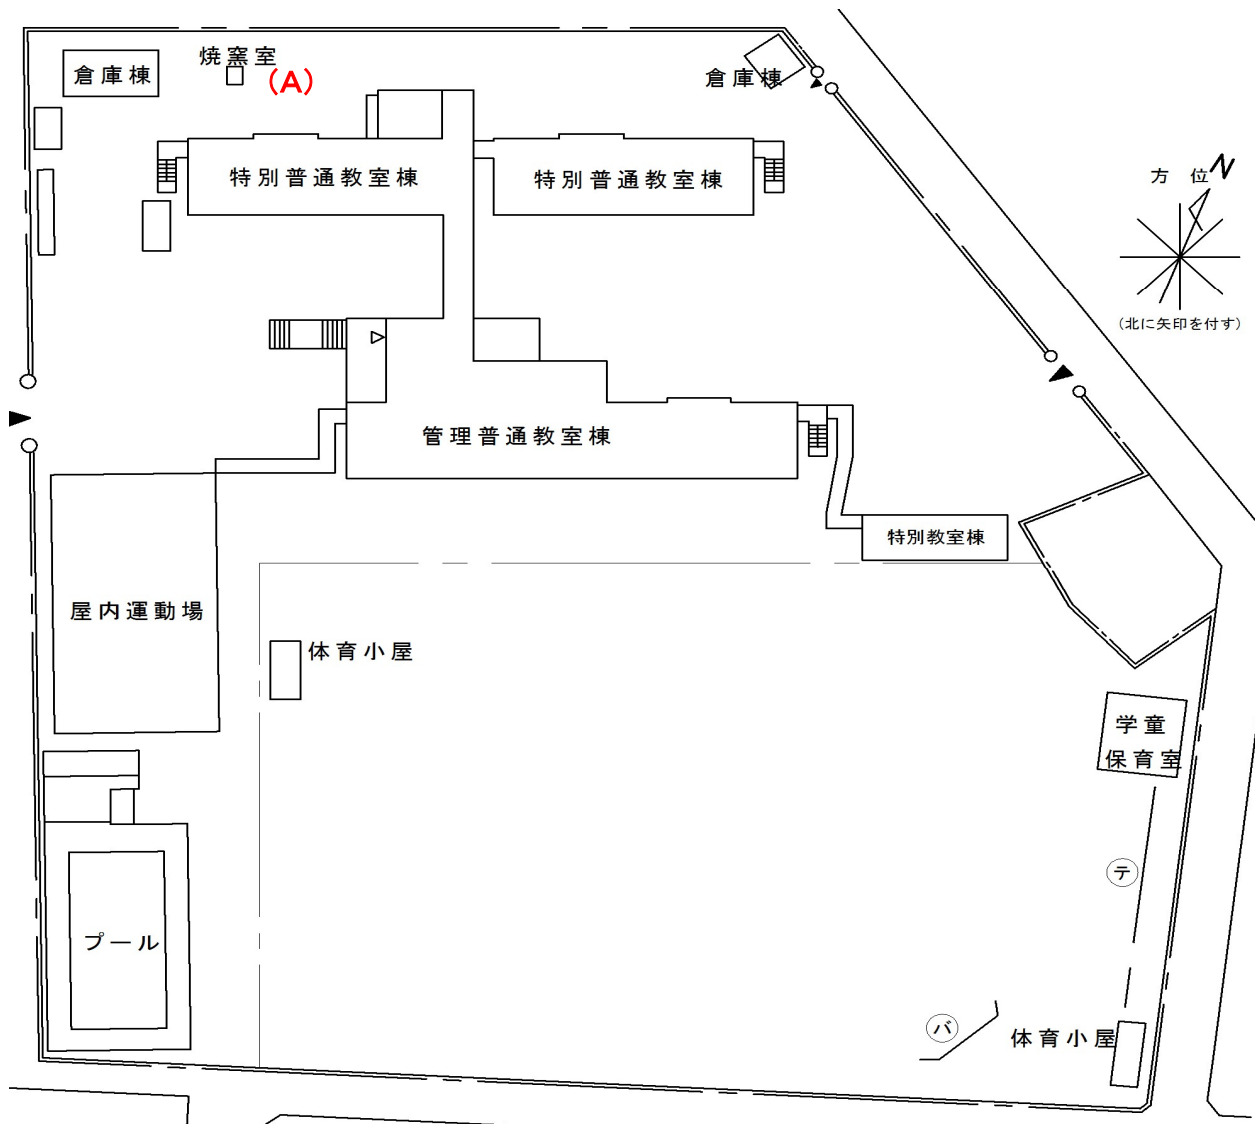 焼窯室
倉庫棟
(A)
倉庫棟
特別普通教室棟
特別普通教室棟
方 位
N
(北に矢印を付す)
管理普通教室棟
特別教室棟
屋内運動場
体育小屋
学童
保育室
テ
プール
バ
体育小屋